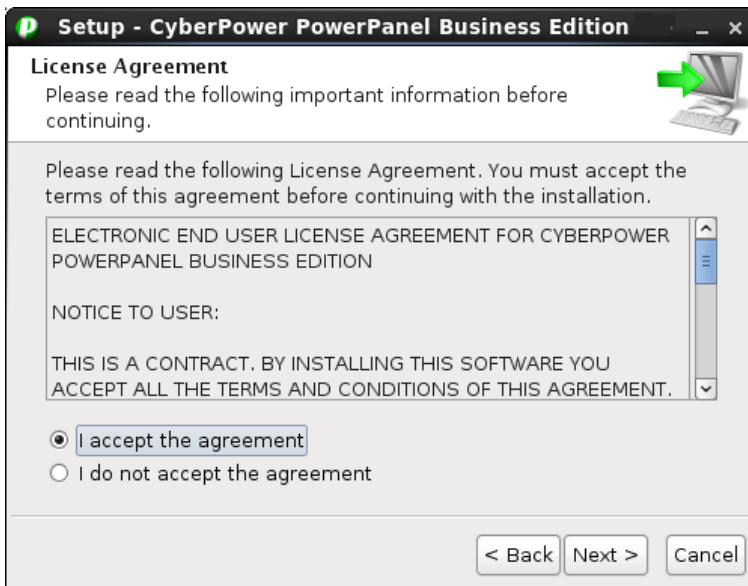 Setup - CyberPower PowerPanel Business Edition
License Agreement
Please read the following important information before
continuing.
Please read the following License Agreement. You must accept the
terms of this agreement before continuing with the installation.
ELECTRONIC END USER LICENSE AGREEMENT FOR CYBERPOWER
POWERPANEL BUSINESS EDITION
NOTICE TO USER:
THIS IS A CONTRACT. BY INSTALLING THIS SOFTWARE YOU
ACCEPT ALL THE TERMS AND CONDITIONS OF THIS AGREEMENT.
I accept the agreement
I do not accept the agreement
< Back Next > Cancel